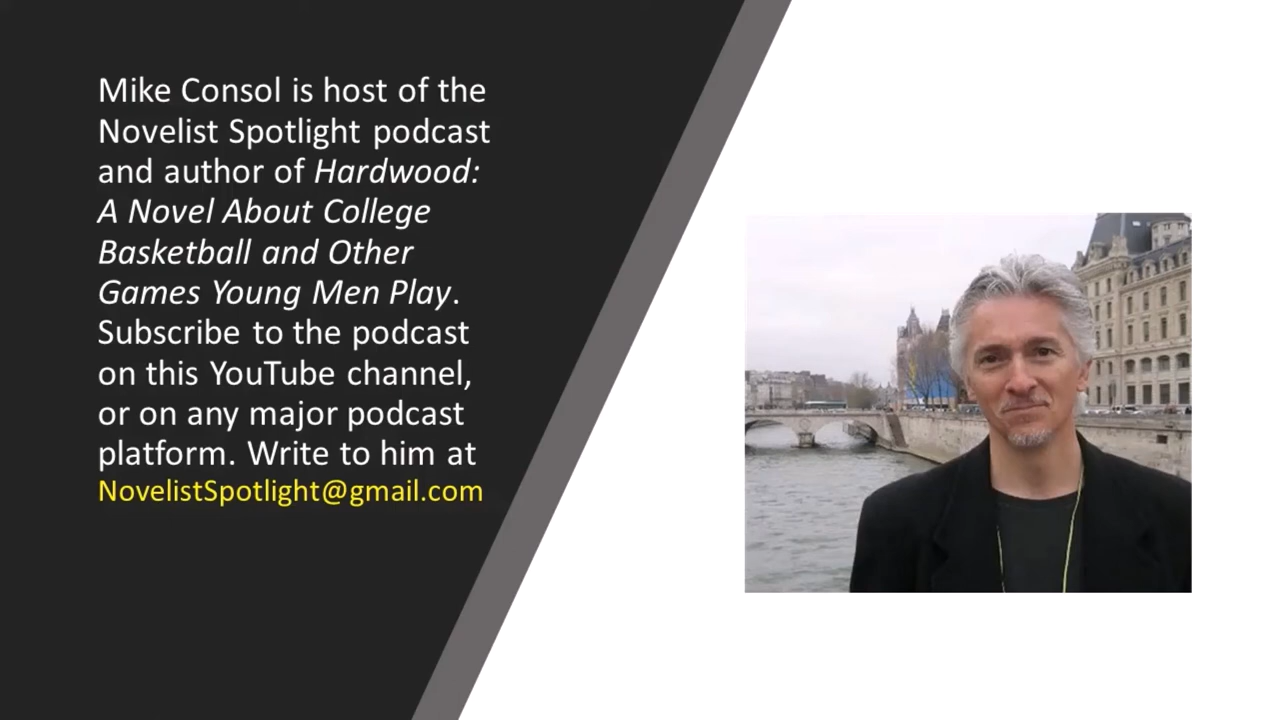 Mike Consol is host of the
Novelist Spotlight podcast
and author of Hardwood:
A Novel About College
Basketball and Other
Games Young Men Play.
Subscribe to the podcast
on this YouTube channel,
or on any major podcast
platform. Write to him at
NovelistSpotlight@gmail.com